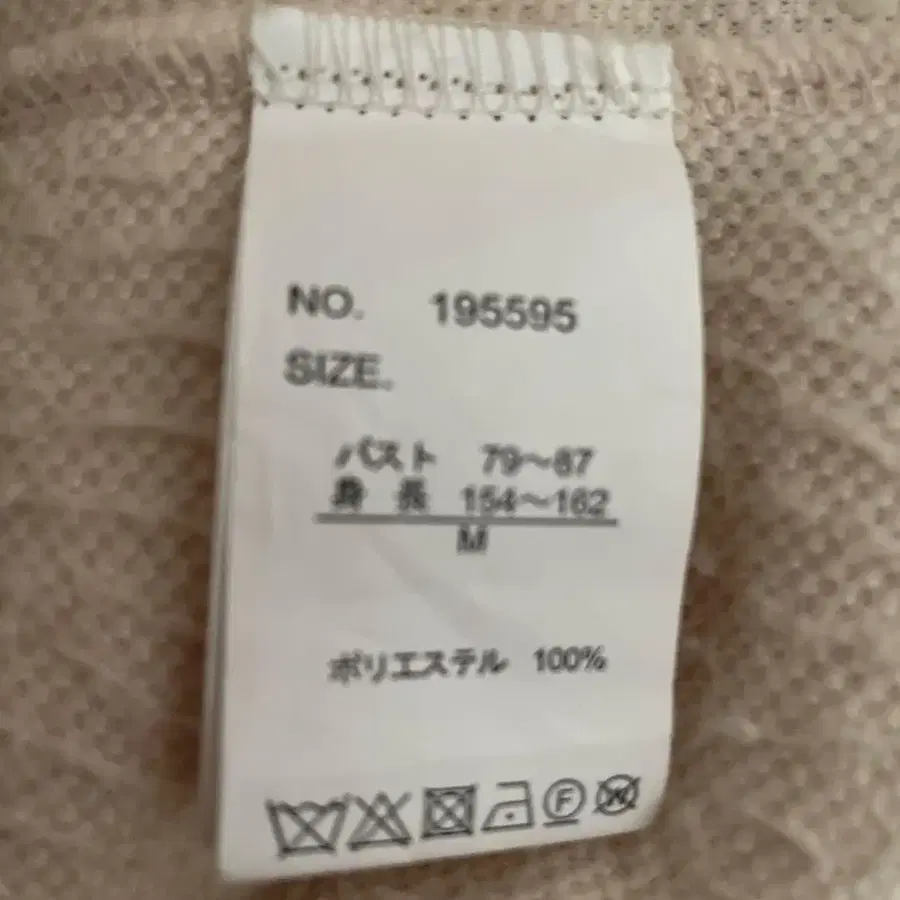 NO. 195595
SIZE.
バスト 79～87
身長 154～162
M
ポリエステル 100%
F
W